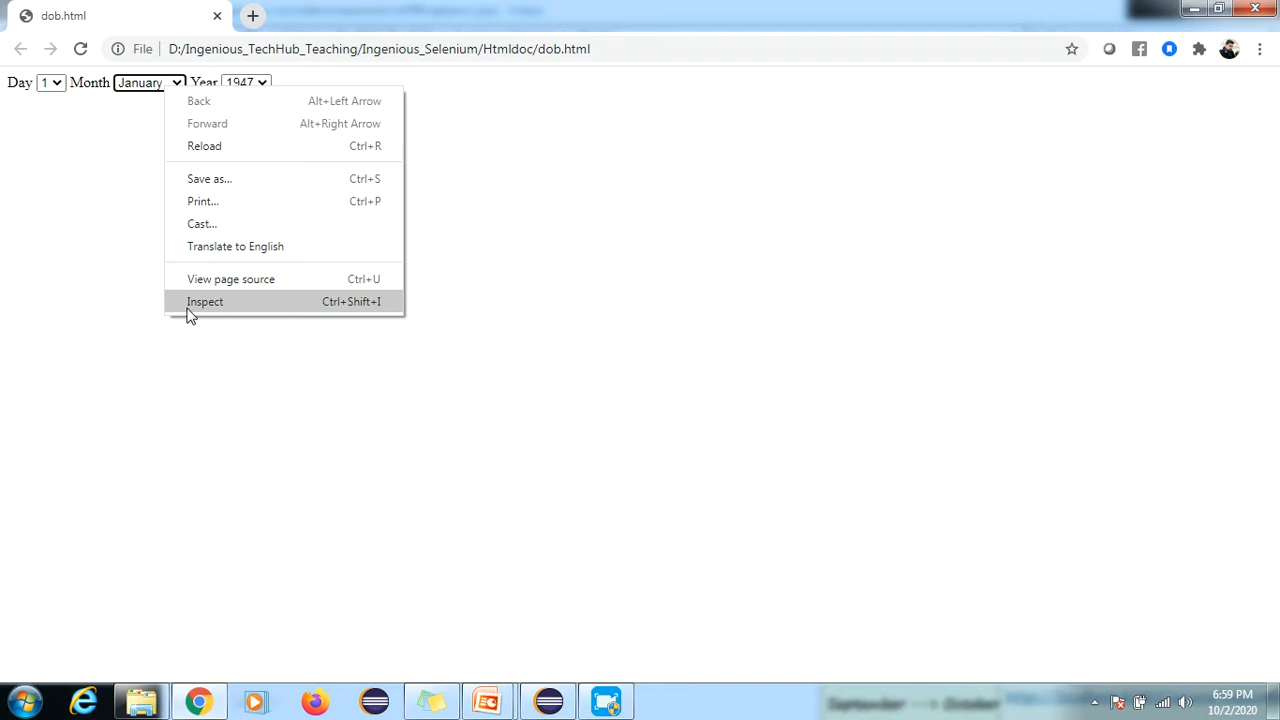 dob.html
File D:/Ingenious_TechHub_Teaching/Ingenious_Selenium/Htmldoc/dob.html
Day 1 Month January Year 1947
Back Alt+Left Arrow
Forward Alt+Right Arrow
Reload Ctrl+R
Save as... Ctrl+S
Print... Ctrl+P
Cast...
Translate to English
View page source Ctrl+U
Inspect Ctrl+Shift+I
September ---> October
6:59 PM
10/2/2020